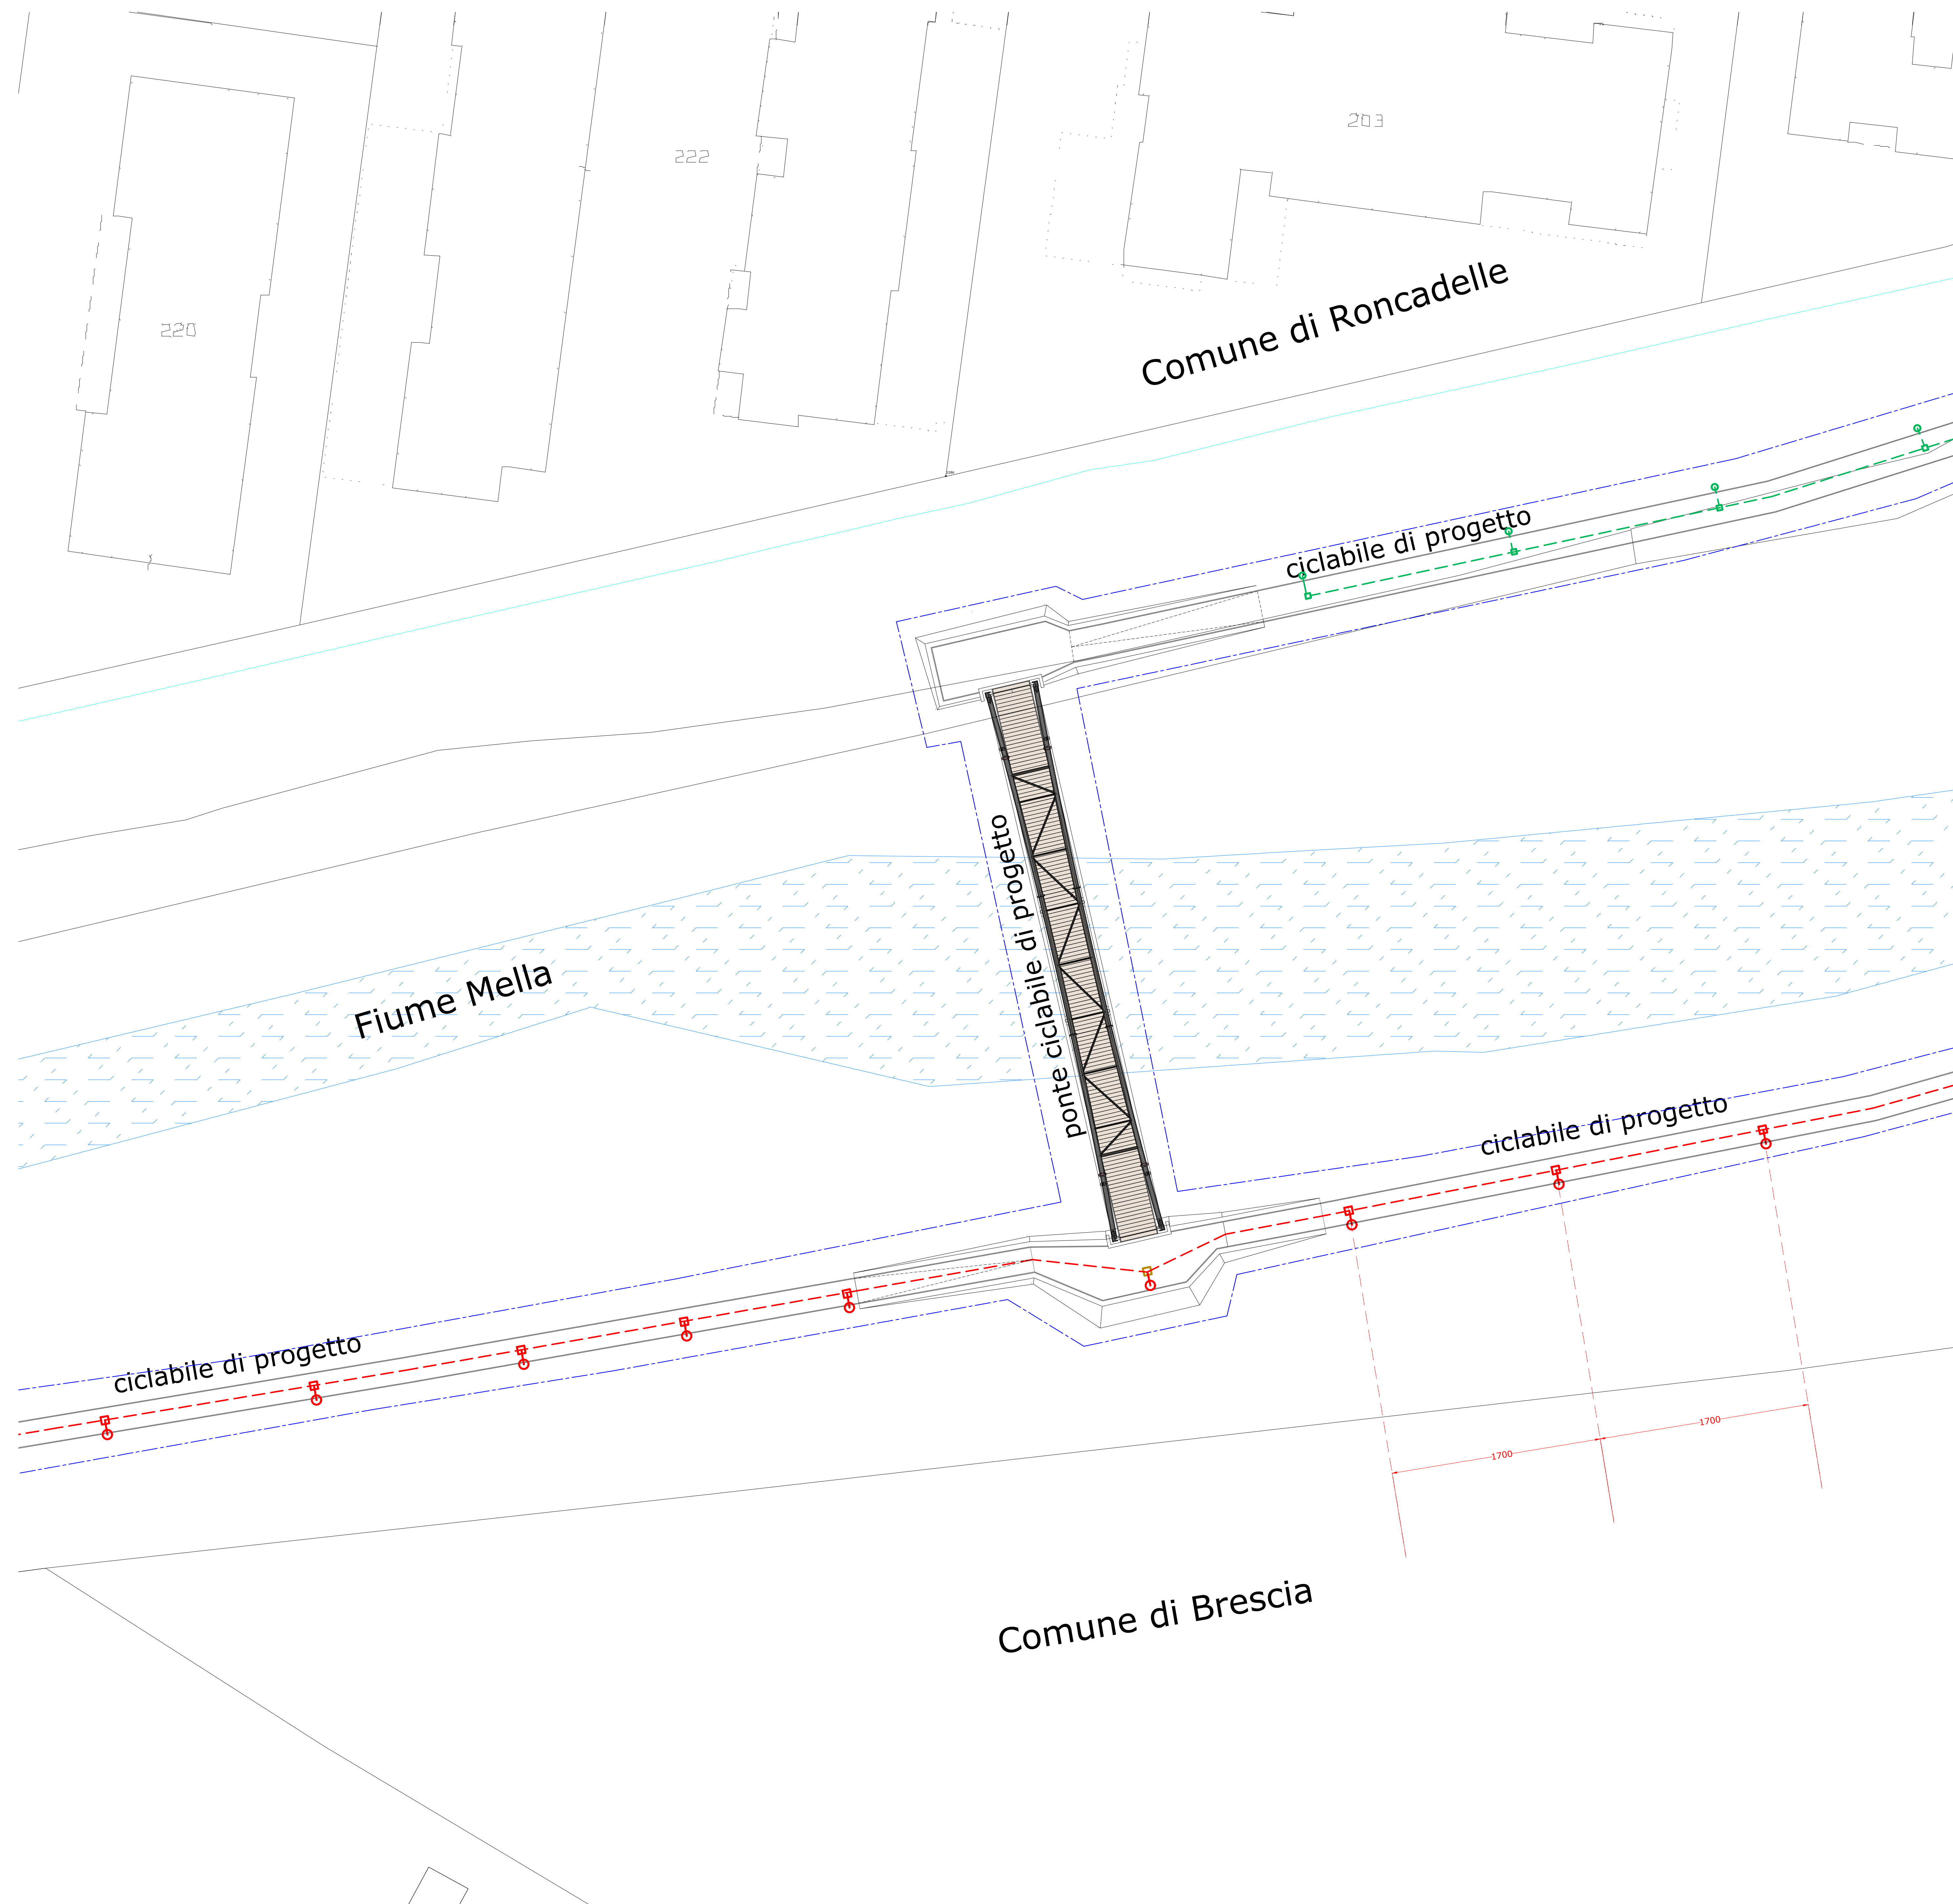 203
222
220
Comune di Roncadelle
ciclabile di progetto
ponte ciclabile di progetto
Fiume Mella
ciclabile di progetto
ciclabile di progetto
1700
1700
Comune di Brescia